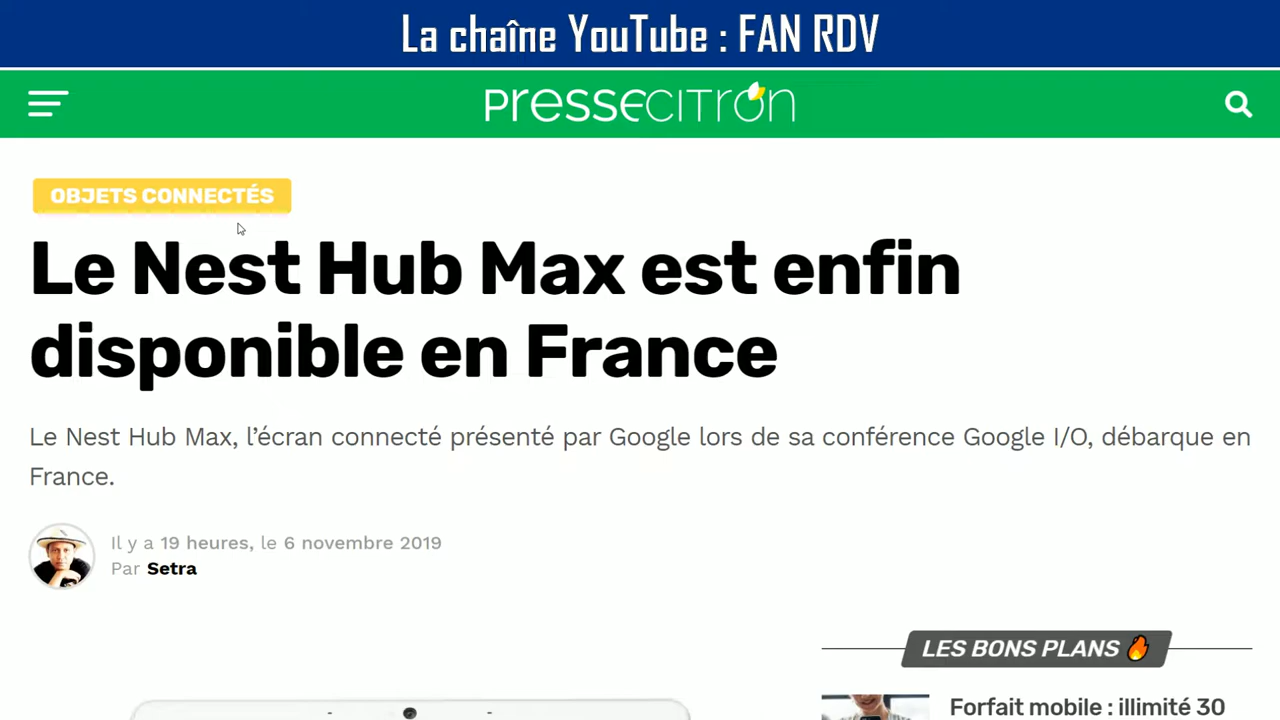 La chaîne YouTube : FAN RDV
PRESSECITRON
OBJETS CONNECTÉS
Le Nest Hub Max est enfin
disponible en France
Le Nest Hub Max, l’écran connecté présenté par Google lors de sa conférence Google I/O, débarque en
France.
Il y a 19 heures, le 6 novembre 2019
Par Setra
LES BONS PLANS
Forfait mobile : illimité 30